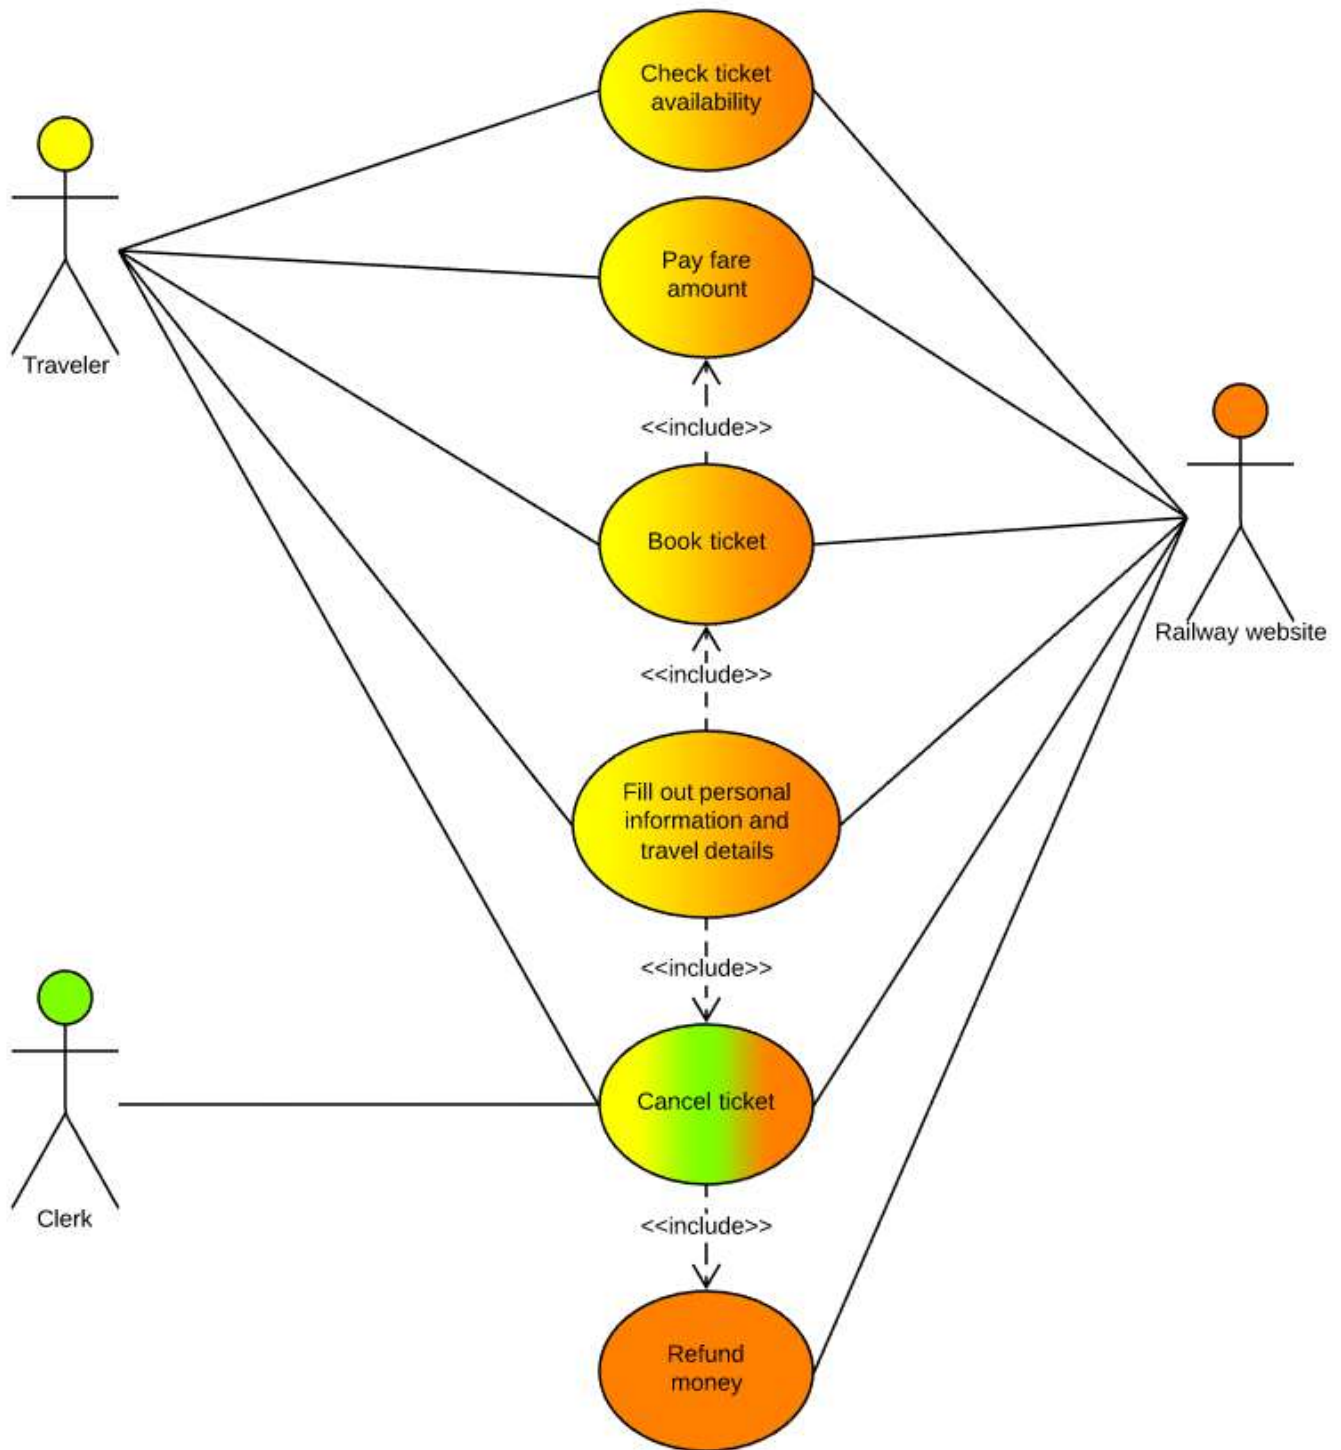 Check ticket
availability
Traveler
Pay fare
amount
<<include>>
Book ticket
Railway website
<<include>>
Fill out personal
information and
travel details
<<include>>
Cancel ticket
Clerk
<<include>>
Refund
money